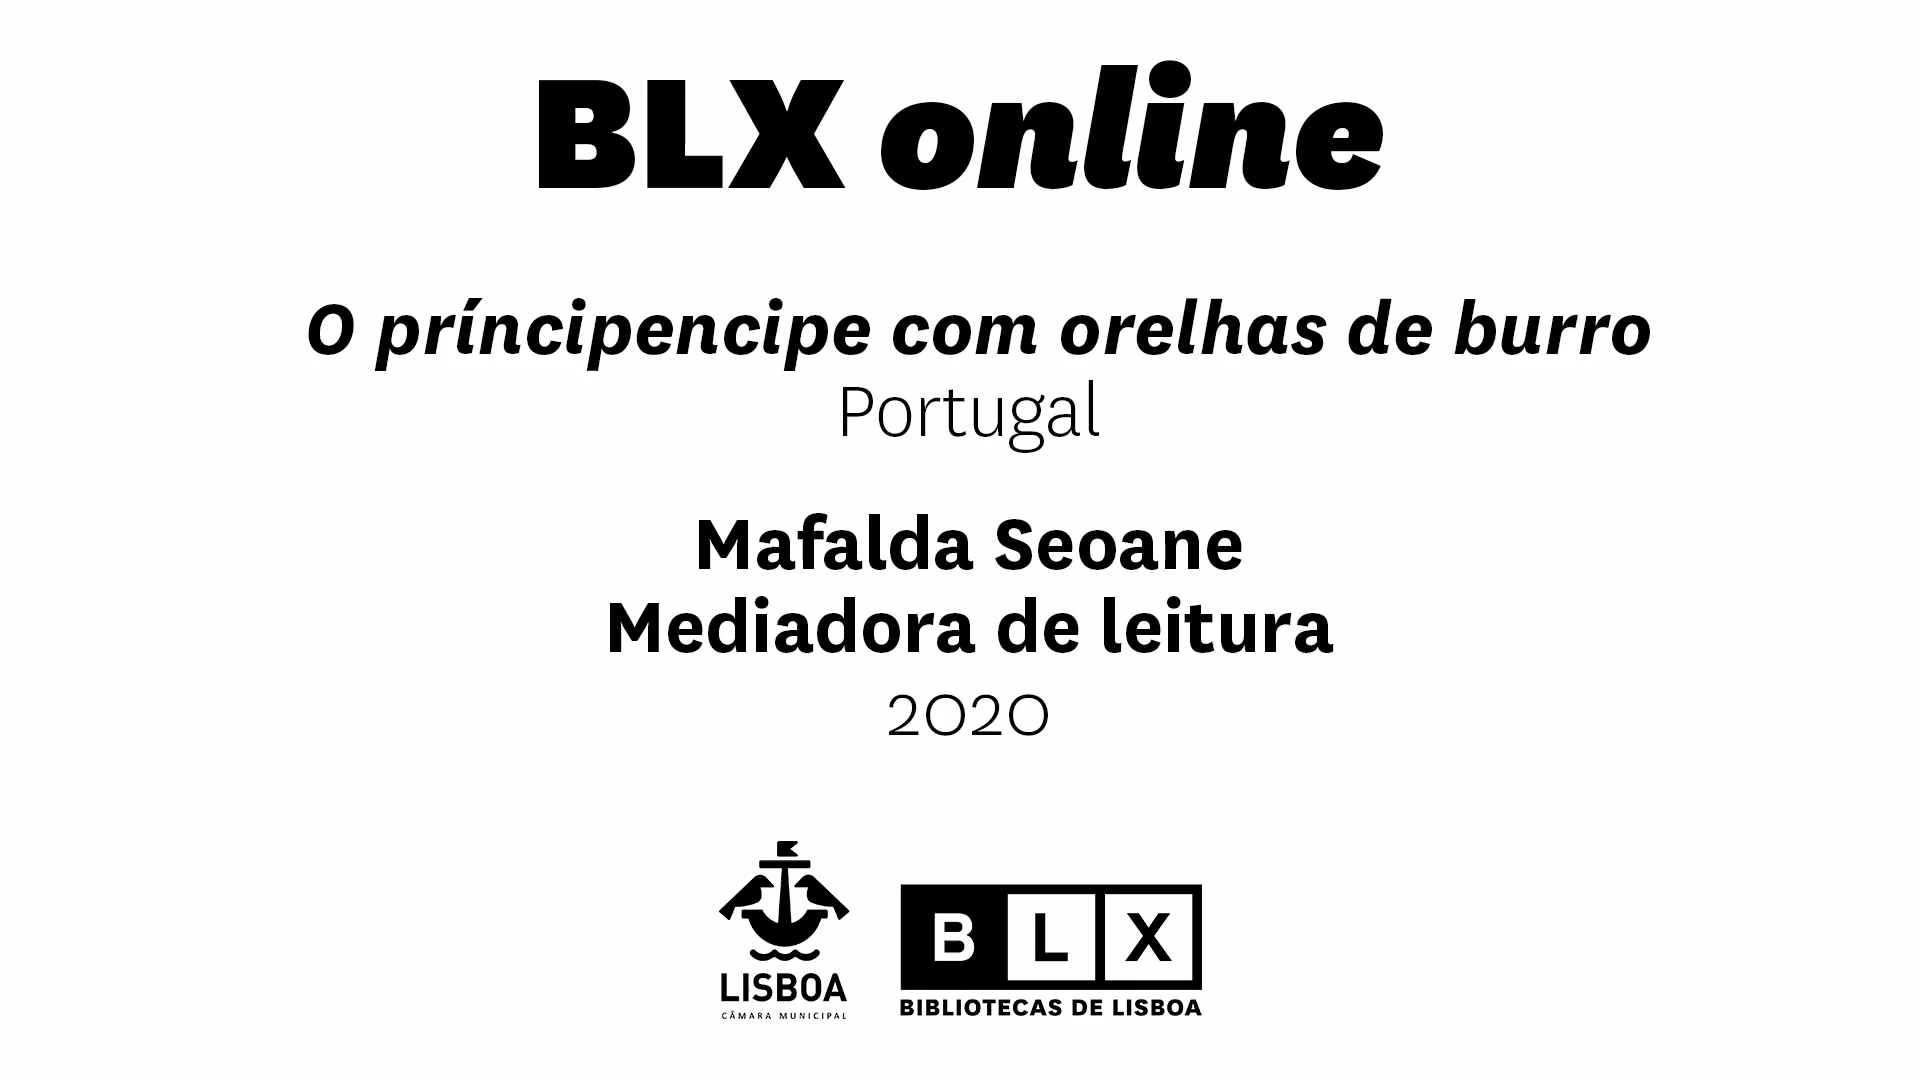 BLX online
O príncipencipe com orelhas de burro
Portugal
Mafalda Seoane
Mediadora de leitura
2020
LISBOA
CÂMARA MUNICIPAL
BLX
BIBLIOTECAS DE LISBOA